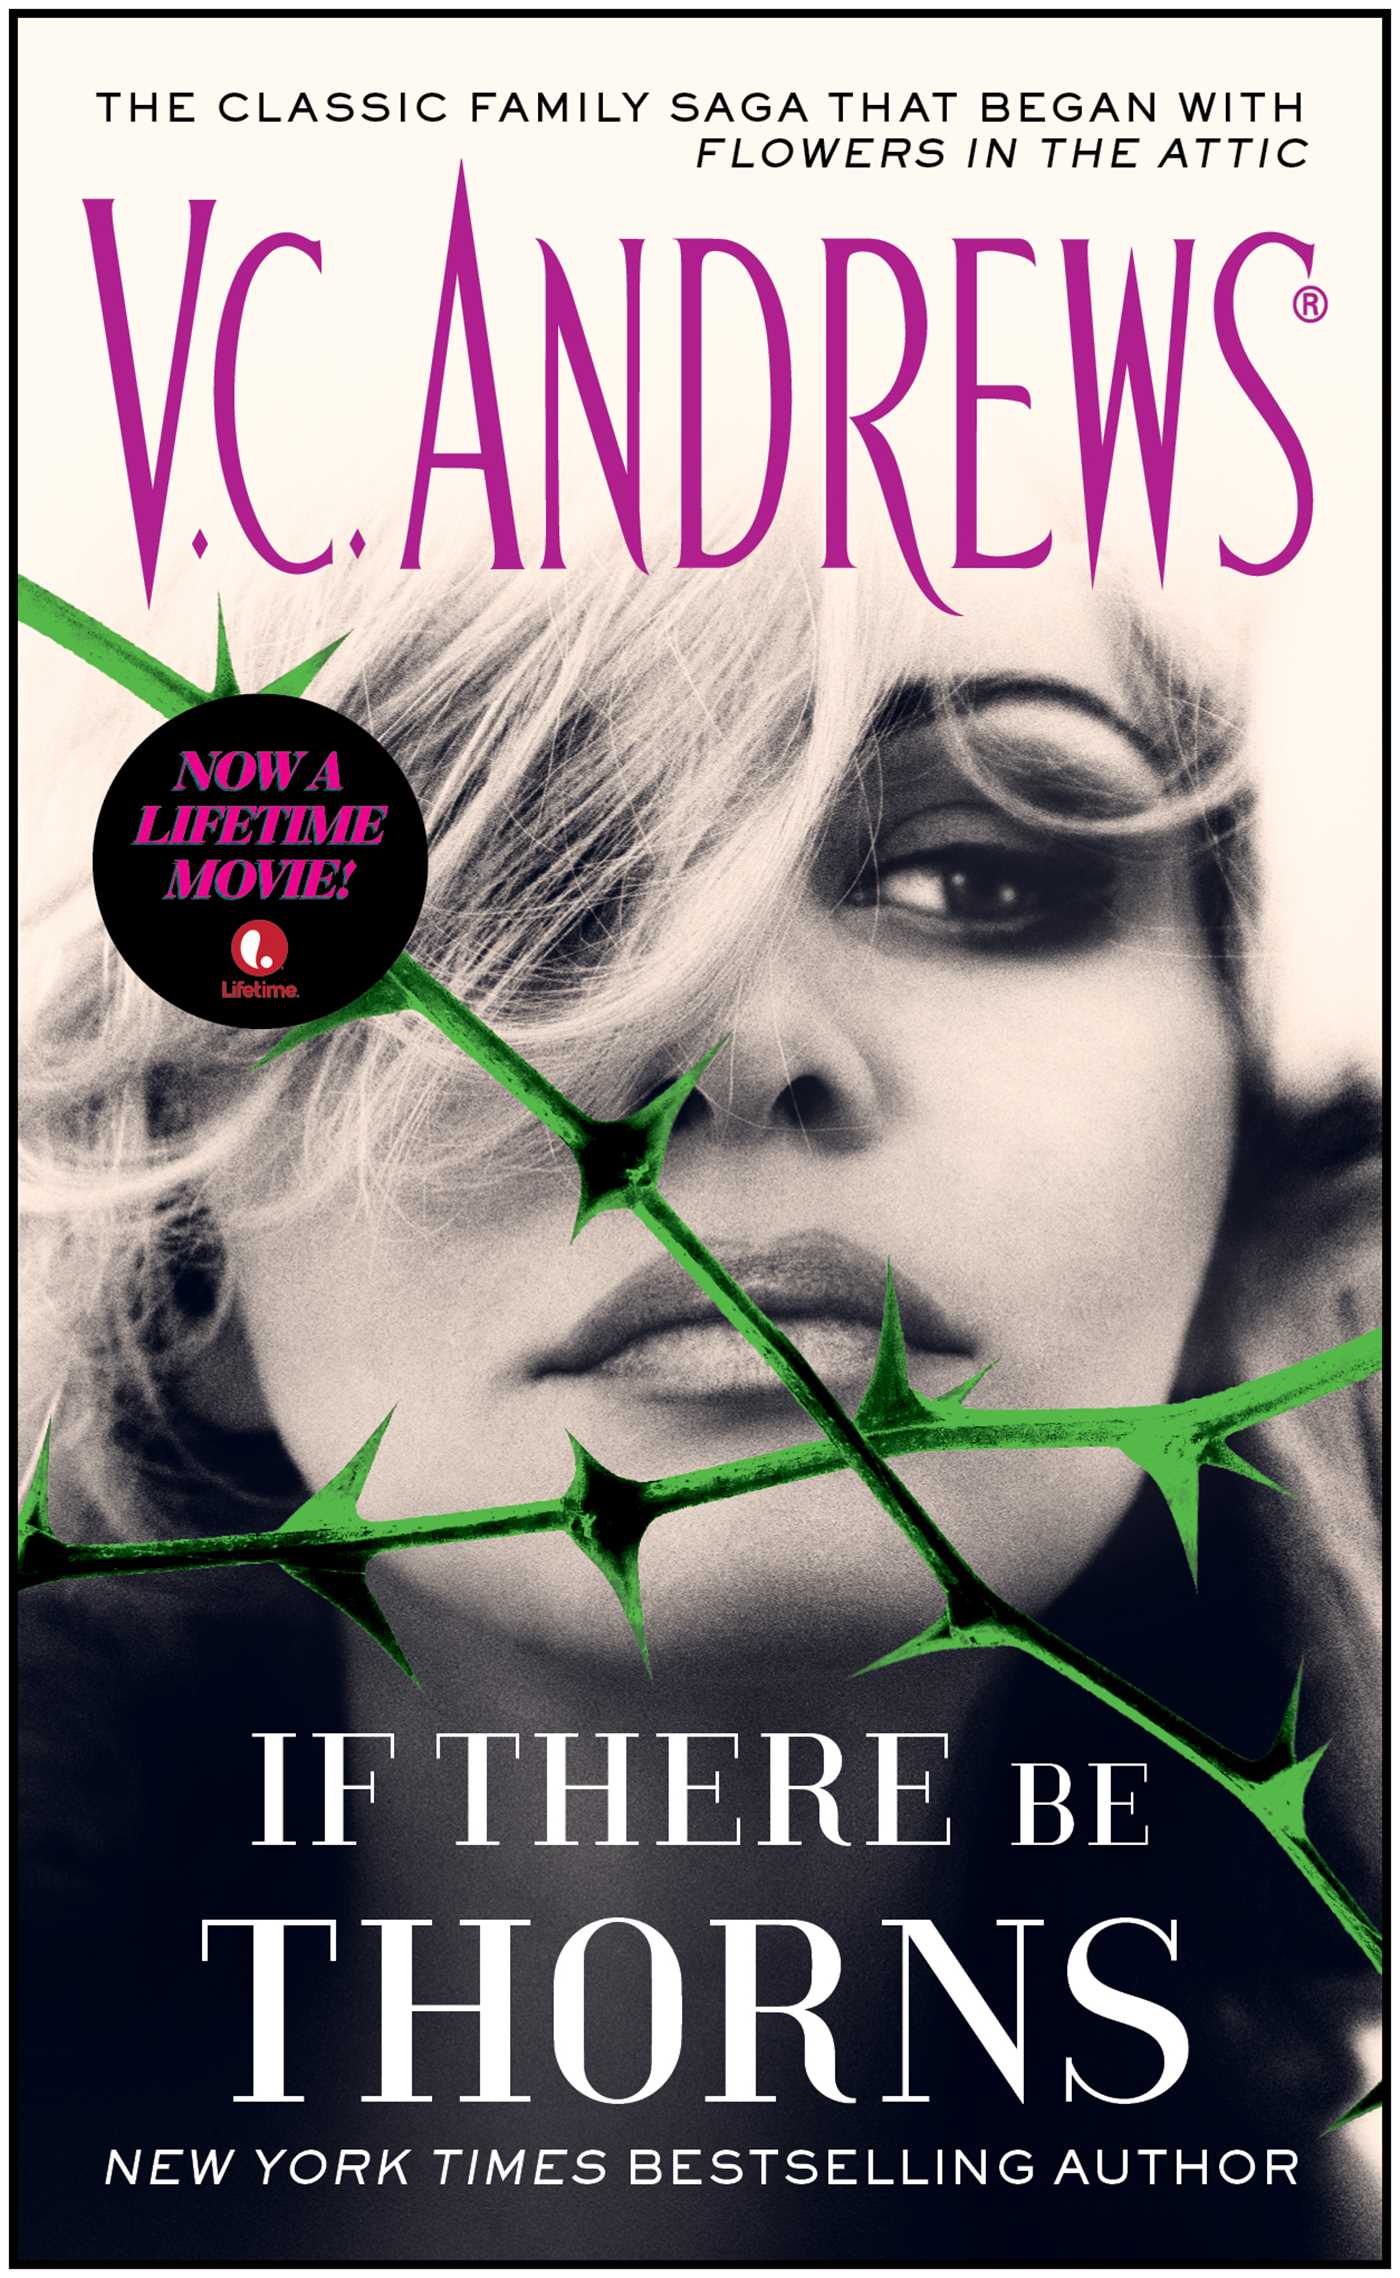 THE CLASSIC FAMILY SAGA THAT BEGAN WITH
FLOWERS IN THE ATTIC
V.C. ANDREWS®
NOW A
LIFETIME
MOVIE!
Lifetime
IF THERE BE
THORNS
NEW YORK TIMES BESTSELLING AUTHOR